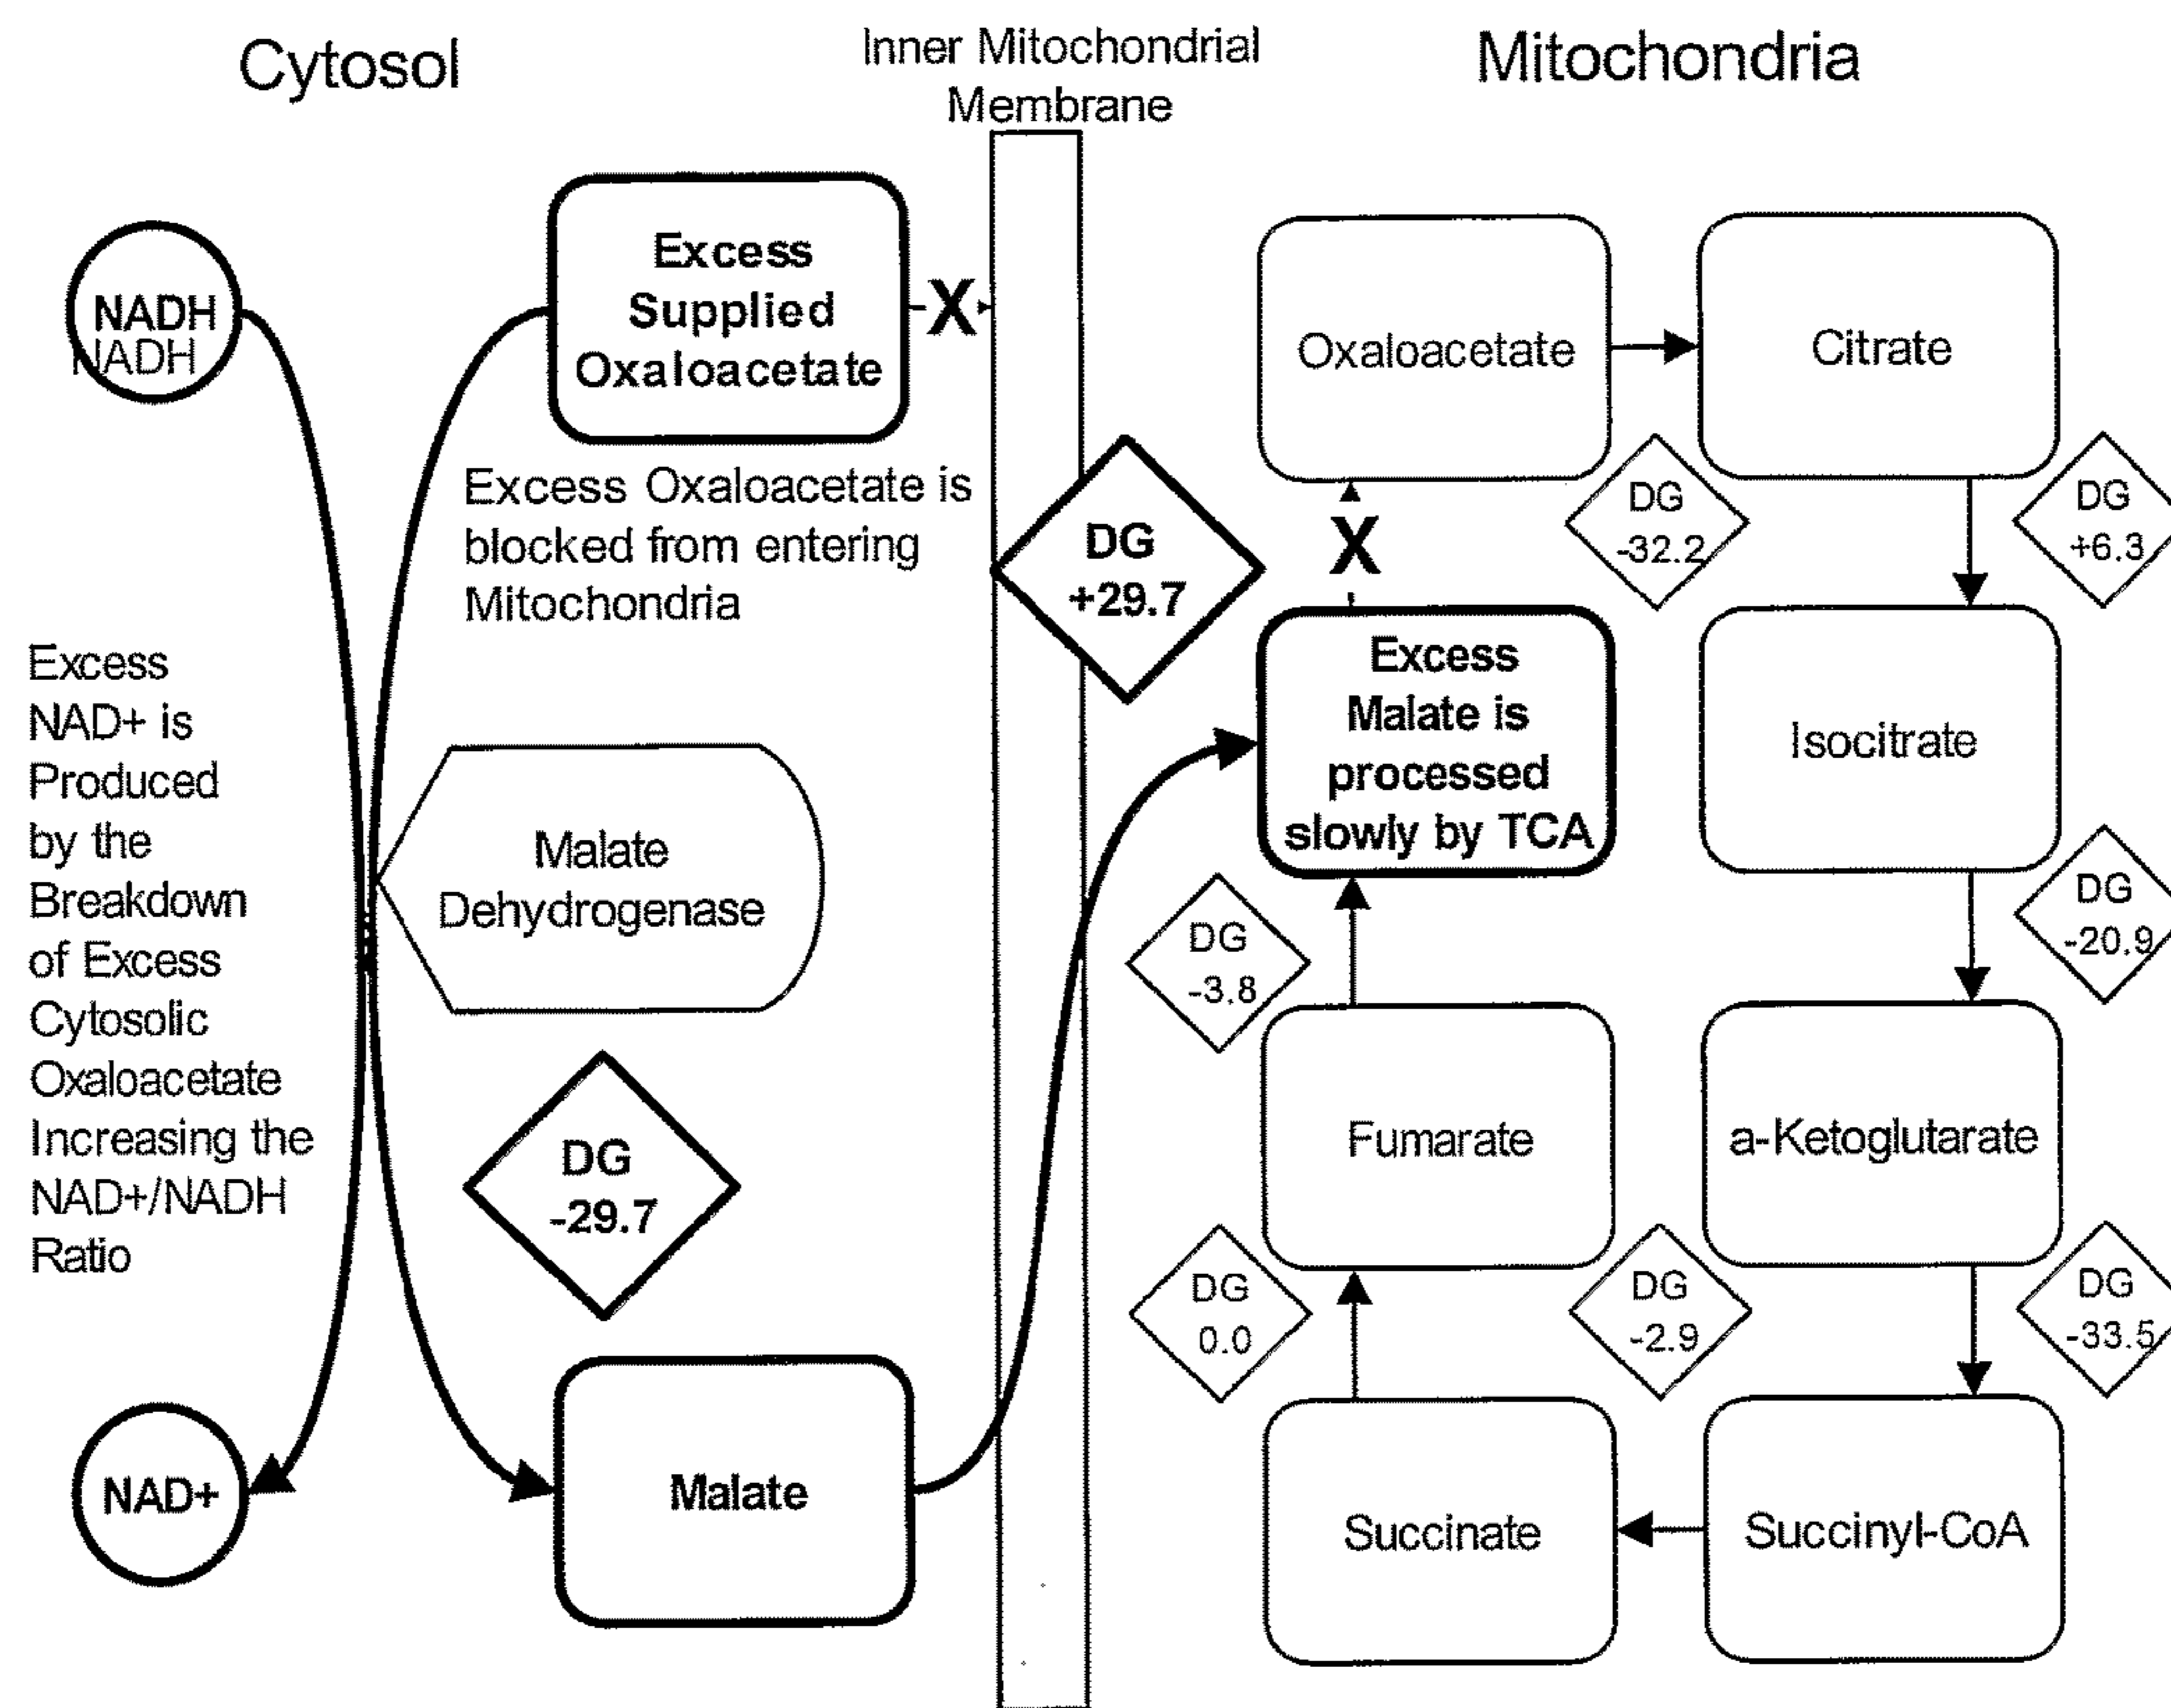 Cytosol
Inner Mitochondrial
Membrane
Mitochondria
NADH
NADH
Excess
Supplied
Oxaloacetate
X
Excess Oxaloacetate is
blocked from entering
Mitochondria
Excess
NAD+ is
Produced
by the
Breakdown
of Excess
Cytosolic
Oxaloacetate
Increasing the
NAD+/NADH
Ratio
Malate
Dehydrogenase
DG
-29.7
NAD+
Malate
DG
+29.7
Oxaloacetate
Citrate
DG
-32.2
DG
+6.3
X
Excess
Malate is
processed
slowly by TCA
Isocitrate
DG
-3.8
DG
-20.9
Fumarate
a-Ketoglutarate
DG
0.0
DG
-2.9
DG
-33.5
Succinate
Succinyl-CoA